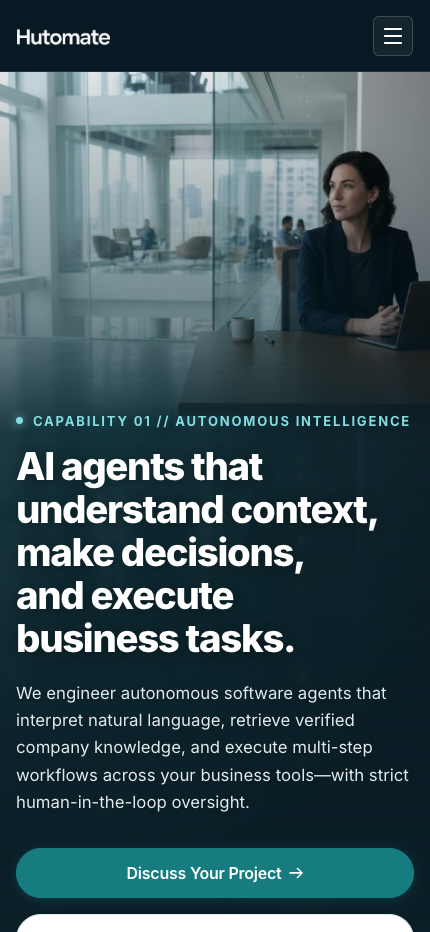 Hutomate
CAPABILITY 01 // AUTONOMOUS INTELLIGENCE
AI agents that
understand context,
make decisions,
and execute
business tasks.
We engineer autonomous software agents that
interpret natural language, retrieve verified
company knowledge, and execute multi-step
workflows across your business tools—with strict
human-in-the-loop oversight.
Discuss Your Project →